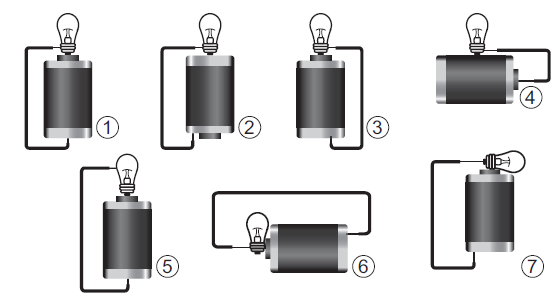 ① ② ③ ④
⑤ ⑥ ⑦